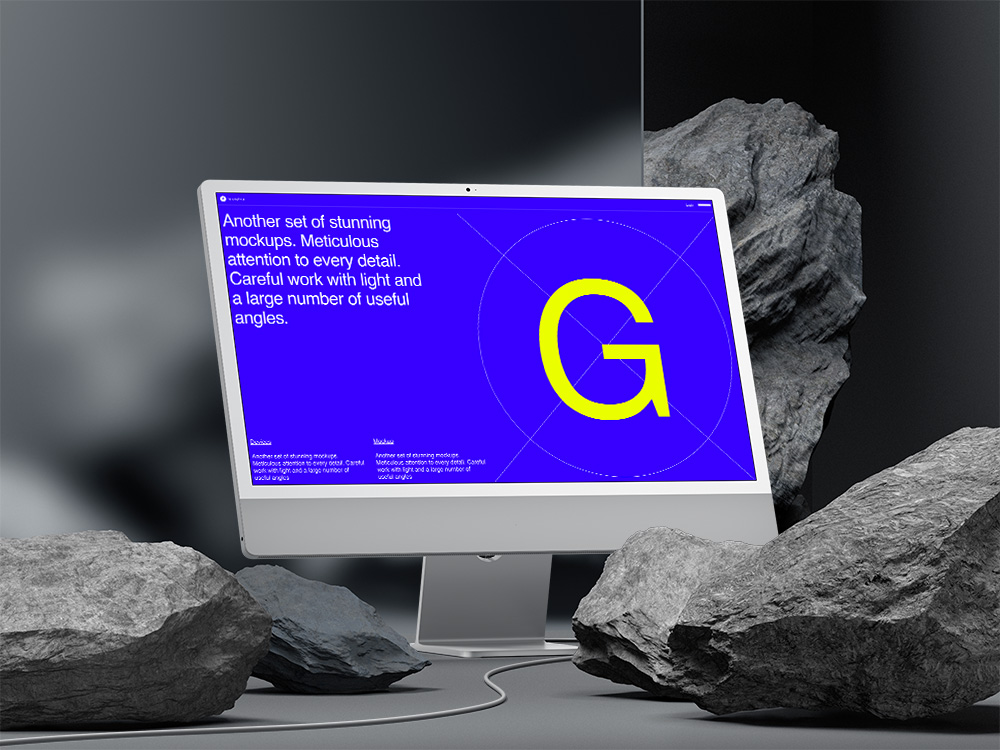 Another set of stunning
mockups. Meticulous
attention to every detail.
Careful work with light and
a large number of useful
angles.
G
Devices
Another set of stunning mockups.
Meticulous attention to every detail. Careful
work with light and a large number of
useful angles
Mockup
Another set of stunning mockups.
Meticulous attention to every detail. Careful
work with light and a large number of
useful angles